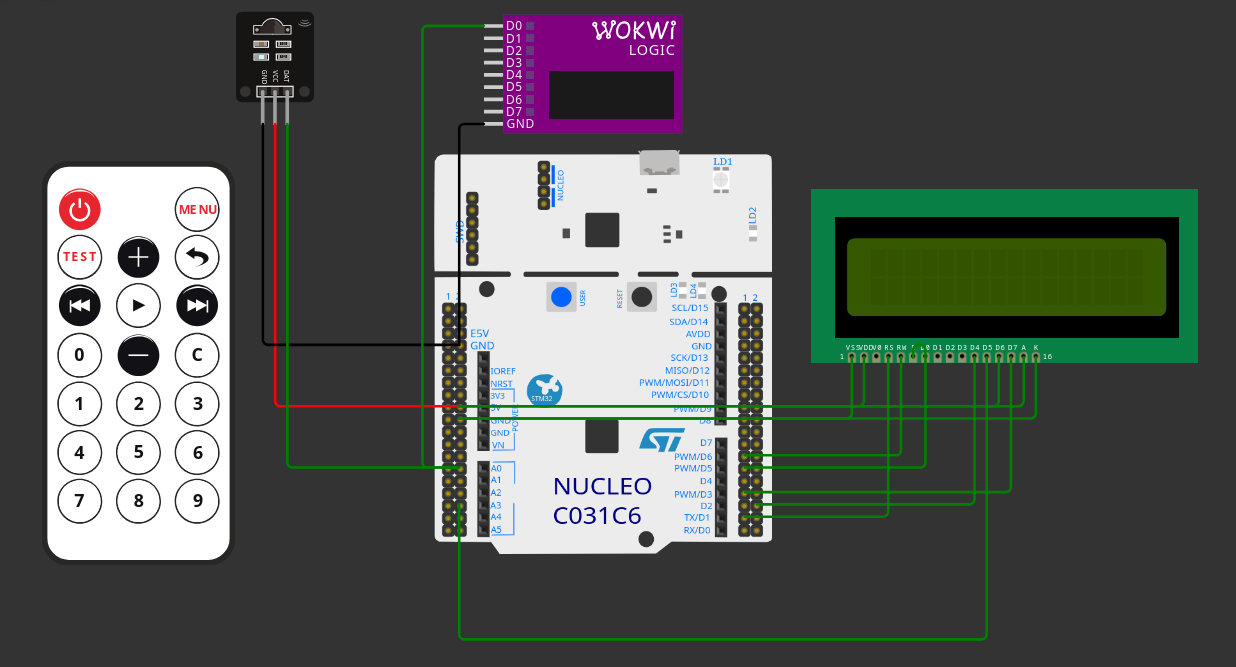 GND VCC DAT
D0
D1
D2
D3
D4
D5
D6
D7
GND
WOKWI
LOGIC
MENU
TEST
0
C
1
2
3
4
5
6
7
8
9
LD1
NUCLEO
SWD
LD2
USER
RESET
LD3
LD4
1 2
E5V
GND
IOREF
NRST
3V3
5V
GND
GND
VN
POWER
A0
A1
A2
A3
A4
A5
STM32
NUCLEO
C031C6
1 2
SCL/D15
SDA/D14
AVDD
GND
SCK/D13
MISO/D12
PWM/MOSI/D11
PWM/CS/D10
PWM/D9
D8
D7
PWM/D6
PWM/D5
D4
PWM/D3
D2
TX/D1
RX/D0
VSS VDD V0 RS RW D0 D1 D2 D3 D4 D5 D6 D7 A K
1
16